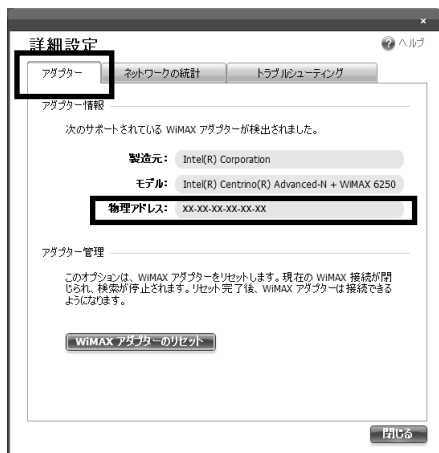 ×
詳細設定
ヘルプ
アダプター ネットワークの統計 トラブルシューティング
アダプター情報
次のサポートされている WiMAX アダプターが検出されました。
製造元: Intel(R) Corporation
モデル: Intel(R) Centrino(R) Advanced-N + WiMAX 6250
物理アドレス: XX-XX-XX-XX-XX-XX
アダプター管理
このオプションは、WiMAX アダプターをリセットします。現在の WiMAX 接続が閉
じられ、検索が停止されます。リセット完了後、WiMAX アダプターは接続できる
ようになります。
WiMAX アダプターのリセット
閉じる